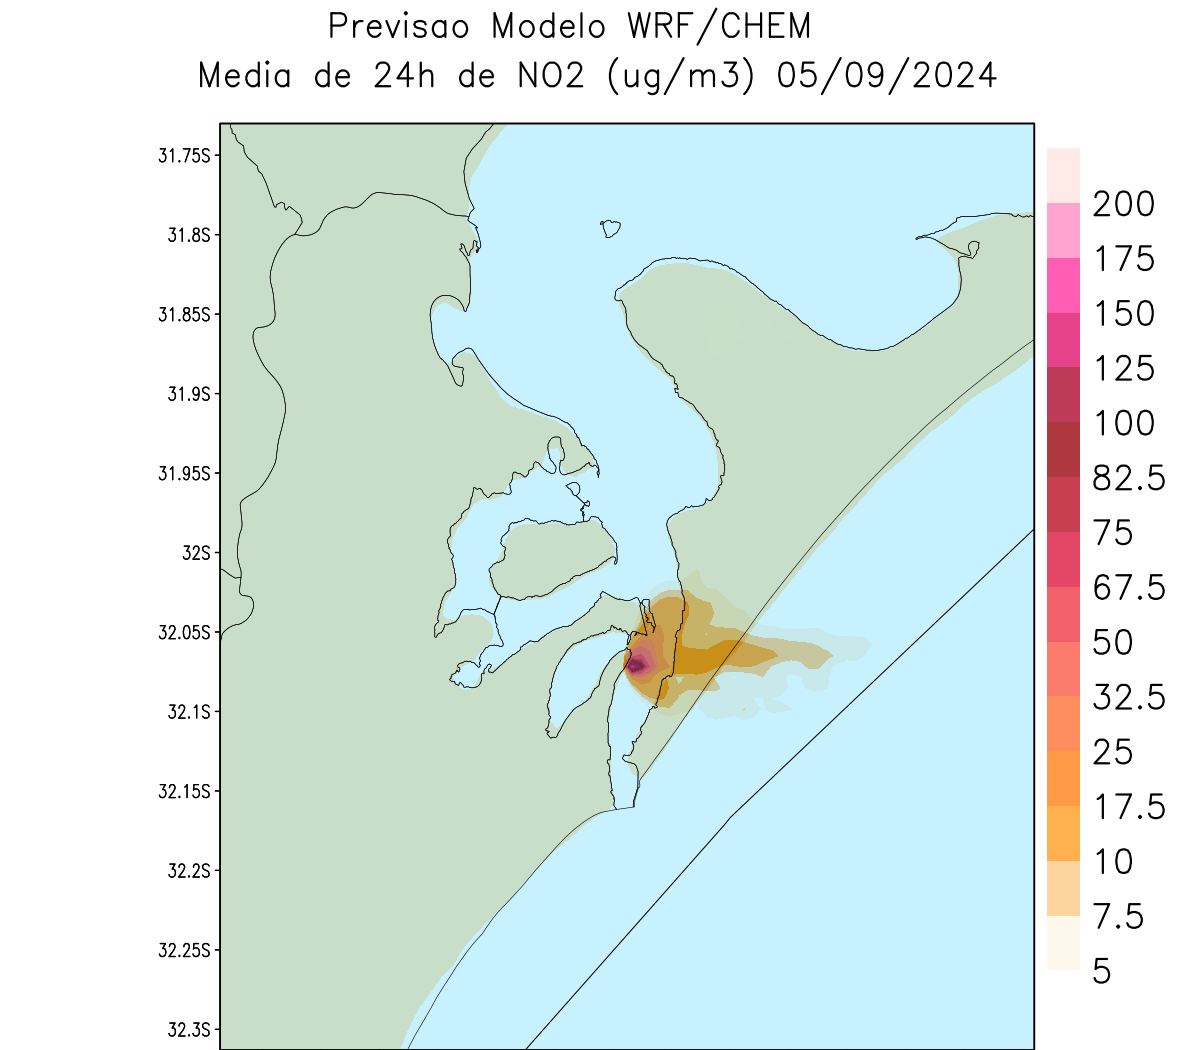 Previsao Modelo WRF/CHEM
Media de 24h de NO2 (ug/m3) 05/09/2024
31.75S
31.8S
31.85S
31.9S
31.95S
32S
32.05S
32.1S
32.15S
32.2S
32.25S
32.3S
200
175
150
125
100
82.5
75
67.5
50
32.5
25
17.5
10
7.5
5